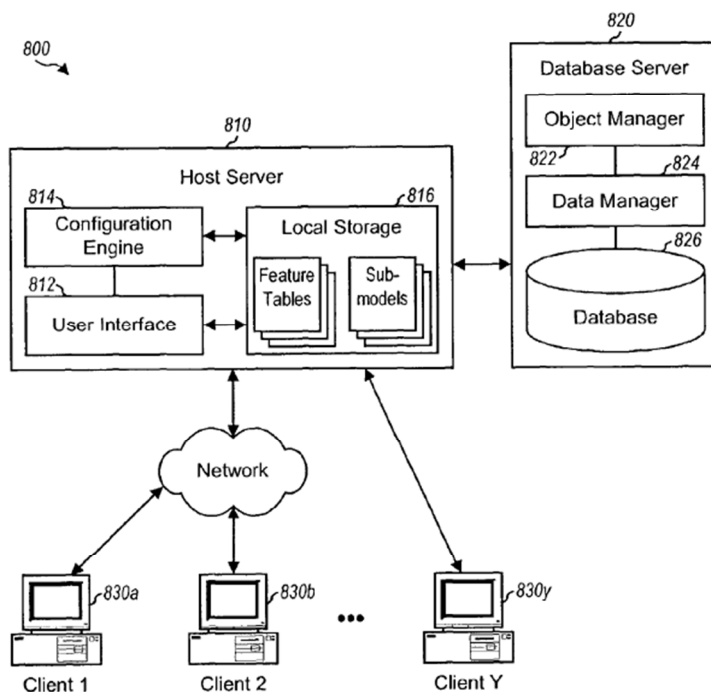 800
820
Database Server
Object Manager
822
824
Data Manager
826
Database
810
Host Server
814
Configuration
Engine
812
User Interface
816
Local Storage
Feature
Tables
Sub-
models
Network
830a
Client 1
830b
Client 2
•••
830y
Client Y